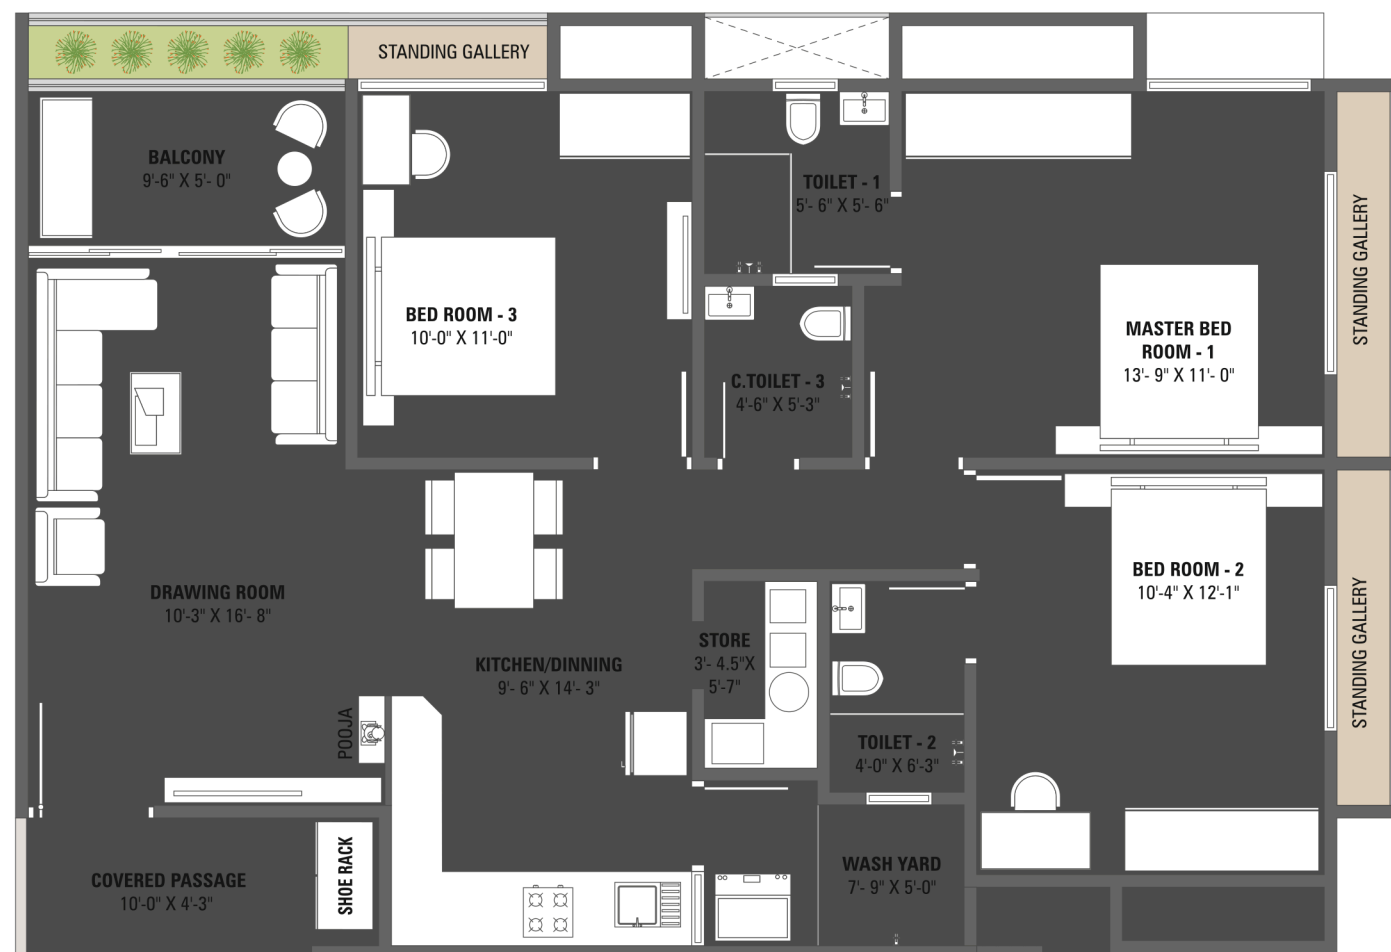 STANDING GALLERY
BALCONY
9'-6" X 5'- 0"
TOILET - 1
5'- 6" X 5'- 6"
STANDING GALLERY
BED ROOM - 3
10'-0" X 11'-0"
MASTER BED
ROOM - 1
13'- 9" X 11'- 0"
C.TOILET - 3
4'-6" X 5'-3"
DRAWING ROOM
10'-3" X 16'- 8"
BED ROOM - 2
10'-4" X 12'-1"
STANDING GALLERY
KITCHEN/DINNING
9'- 6" X 14'- 3"
STORE
3'- 4.5"X
5'-7"
POOJA
TOILET - 2
4'-0" X 6'-3"
COVERED PASSAGE
10'-0" X 4'-3"
SHOE RACK
WASH YARD
7'- 9" X 5'-0"